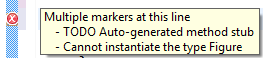 Multiple markers at this line
- TODO Auto-generated method stub
- Cannot instantiate the type Figure